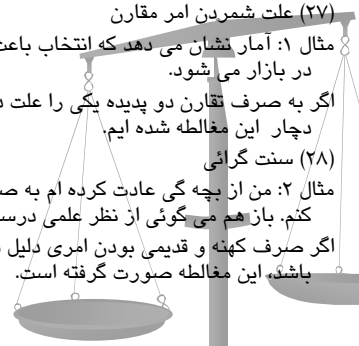 (۲۷) علت شمردن امر مقارن
مثال ۱: آمار نشان می دهد که انتخاب باعث
در بازار می شود.
اگر به صرف تقارن دو پدیده یکی را علت د
دچار این مغالطه شده ایم.
(۲۸) سنت گرائی
مثال ۲: من از بچه گی عادت کرده ام به صـ
کنم. باز هم می گوئی از نظر علمی درسـ
اگر صرف کهنه و قدیمی بودن امری دلیل
باشد، این مغالطه صورت گرفته است.